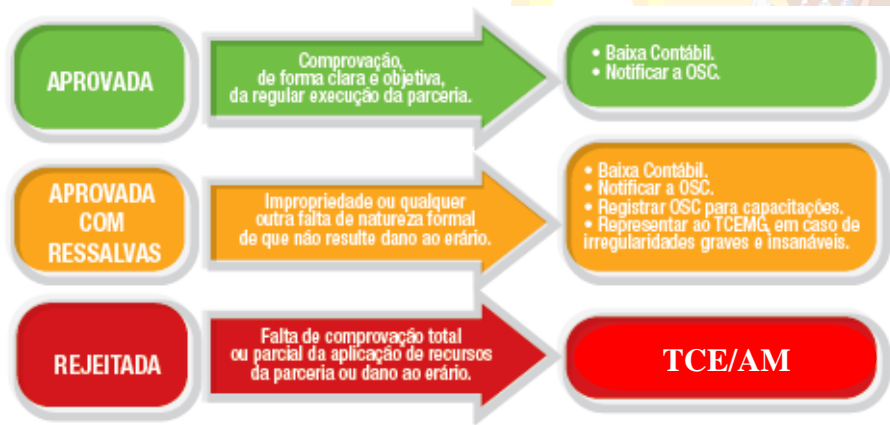 APROVADA
Comprovação,
de forma clara e objetiva,
da regular execução da parceria.
• Baixa Contábil.
• Notificar a OSC.
APROVADA
COM
RESSALVAS
Impropriedade ou qualquer
outra falta de natureza formal
de que não resulte dano ao erário.
• Baixa Contábil.
• Notificar a OSC.
• Registrar OSC para capacitações.
• Representar ao TCEMG, em caso de
irregularidades graves e insanáveis.
REJEITADA
Falta de comprovação total
ou parcial da aplicação de recursos
da parceria ou dano ao erário.
TCE/AM